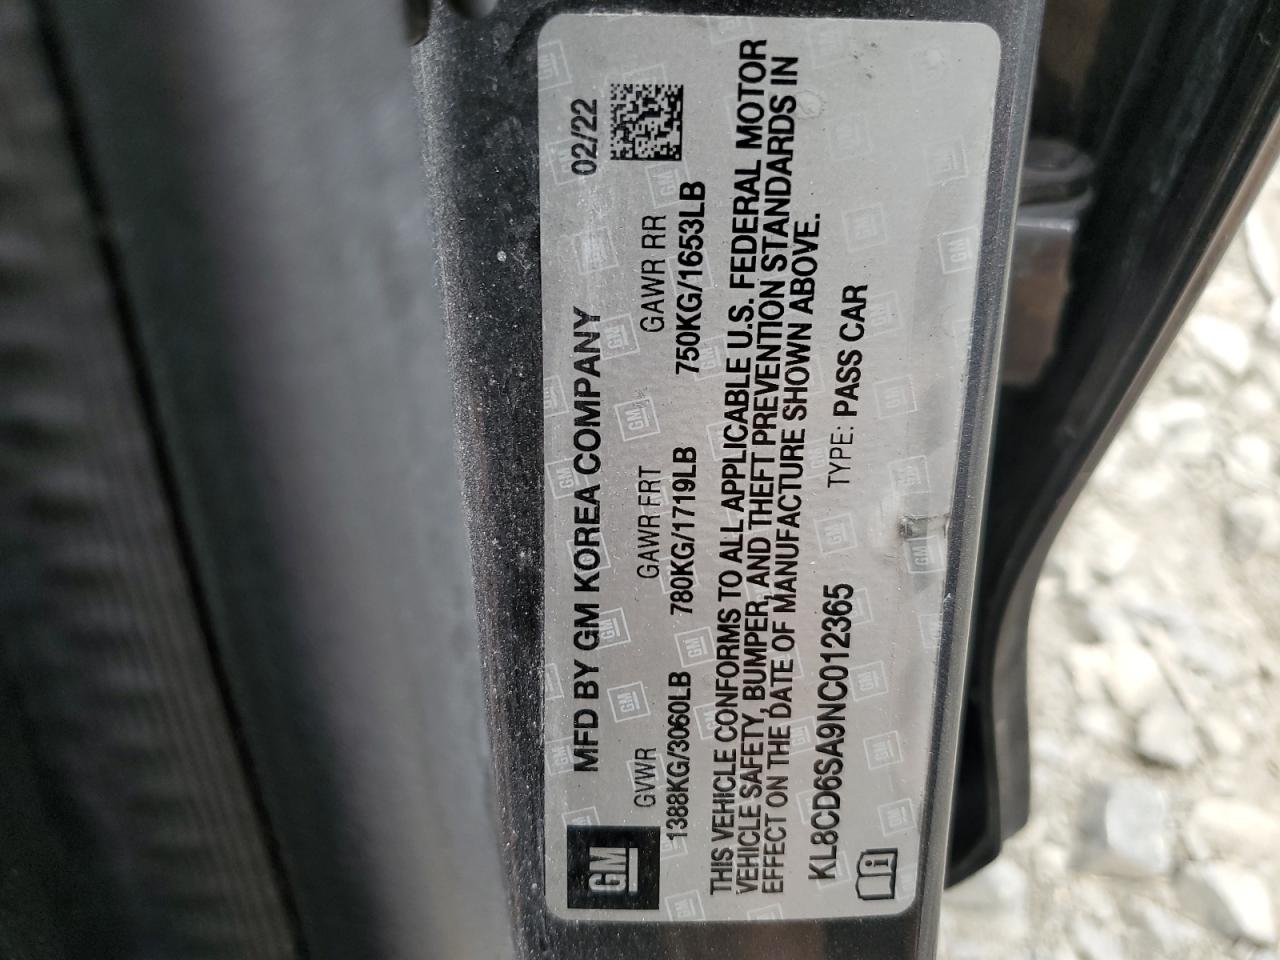 GM
MFD BY GM KOREA COMPANY 02/22
GVWR GAWR FRT GAWR RR
1388KG/3060LB 780KG/1719LB 750KG/1653LB
THIS VEHICLE CONFORMS TO ALL APPLICABLE U.S. FEDERAL MOTOR
VEHICLE SAFETY, BUMPER, AND THEFT PREVENTION STANDARDS IN
EFFECT ON THE DATE OF MANUFACTURE SHOWN ABOVE.
KL8CD6SA9NC012365 TYPE: PASS CAR